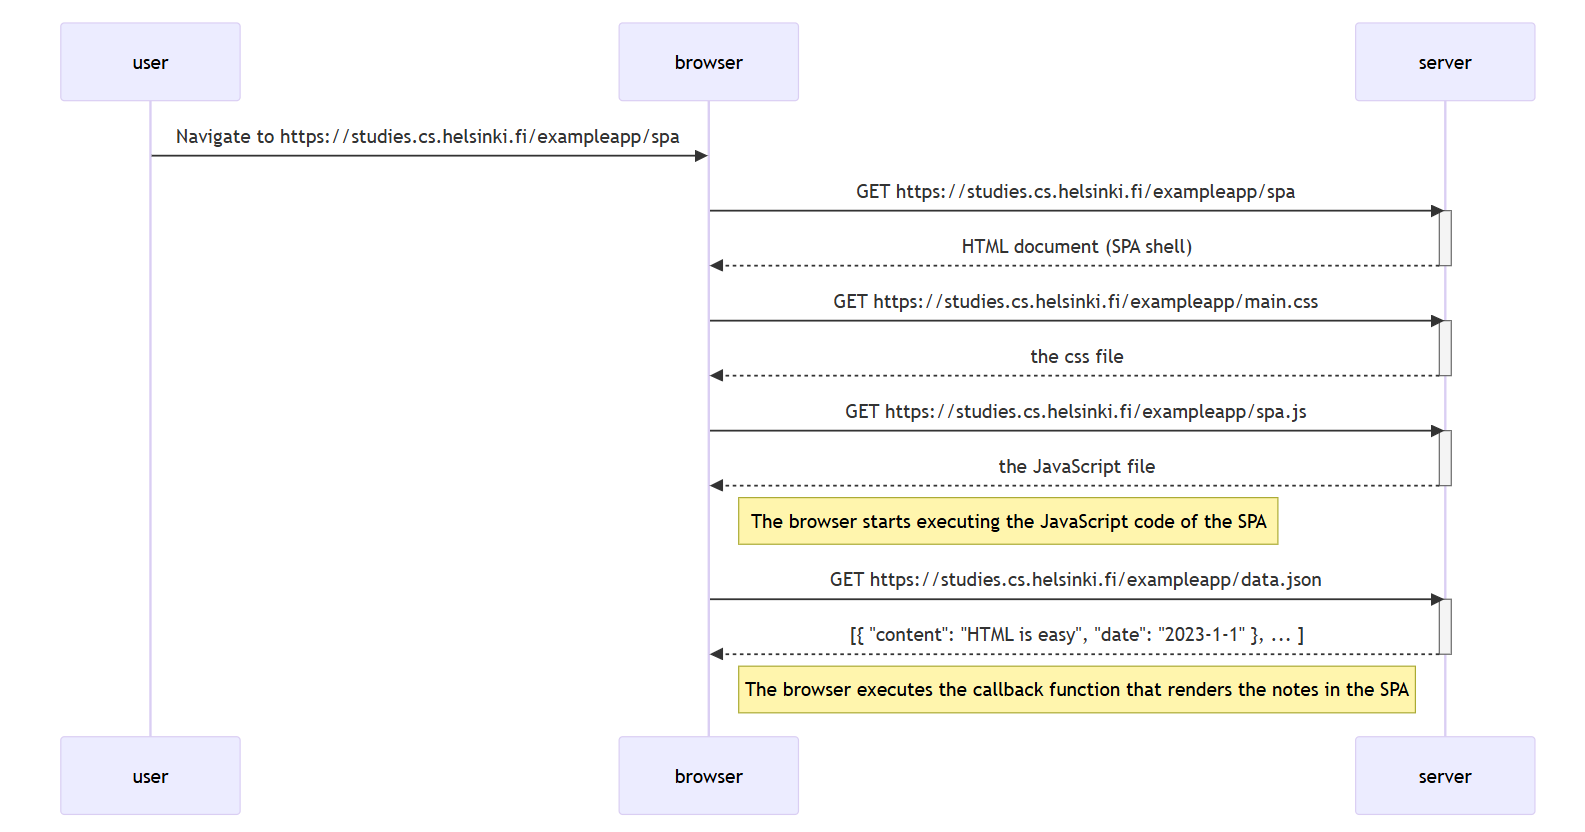 user
browser
server
Navigate to https://studies.cs.helsinki.fi/exampleapp/spa
GET https://studies.cs.helsinki.fi/exampleapp/spa
HTML document (SPA shell)
GET https://studies.cs.helsinki.fi/exampleapp/main.css
the css file
GET https://studies.cs.helsinki.fi/exampleapp/spa.js
the JavaScript file
The browser starts executing the JavaScript code of the SPA
GET https://studies.cs.helsinki.fi/exampleapp/data.json
[{ "content": "HTML is easy", "date": "2023-1-1" }, ... ]
The browser executes the callback function that renders the notes in the SPA
user
browser
server